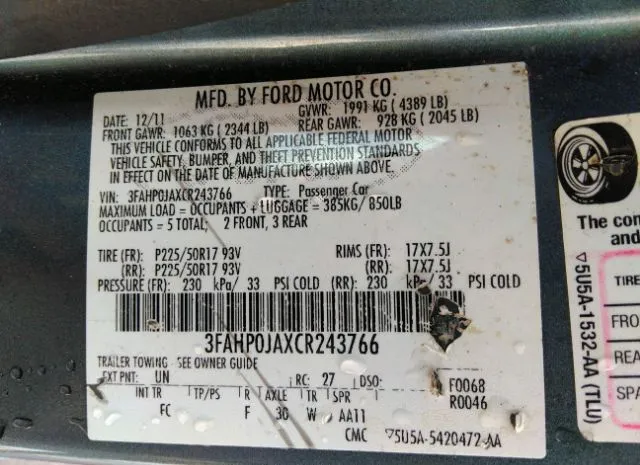 MFD. BY FORD MOTOR CO.
DATE: 12/11 GVWR: 1991 KG ( 4389 LB)
FRONT GAWR: 1063 KG ( 2344 LB) REAR GAWR: 928 KG ( 2045 LB)
THIS VEHICLE CONFORMS TO ALL APPLICABLE FEDERAL MOTOR
VEHICLE SAFETY, BUMPER, AND THEFT PREVENTION STANDARDS
IN EFFECT ON THE DATE OF MANUFACTURE SHOWN ABOVE.
VIN: 3FAHP0JAXCR243766 TYPE: Passenger Car
MAXIMUM LOAD = OCCUPANTS + LUGGAGE = 385KG/ 850LB
OCCUPANTS = 5 TOTAL; 2 FRONT, 3 REAR
TIRE (FR): P225/50R17 93V RIMS (FR): 17X7.5J
(RR): P225/50R17 93V (RR): 17X7.5J
PRESSURE (FR): 230 kPa/ 33 PSI COLD (RR): 230 kPa/ 33 PSI COLD
3FAHP0JAXCR243766
TRAILER TOWING - SEE OWNER GUIDE
EXT PNT: UN RC: 27 DSO: F0068
INT TR TP/PS R AXLE TR SPR R0046
FC F 30 W AA11
CMC 5U5A-5420472-AA
The con
and
5U5A-1532-AA (TLU)
TIRE
FRO
REA
SPA